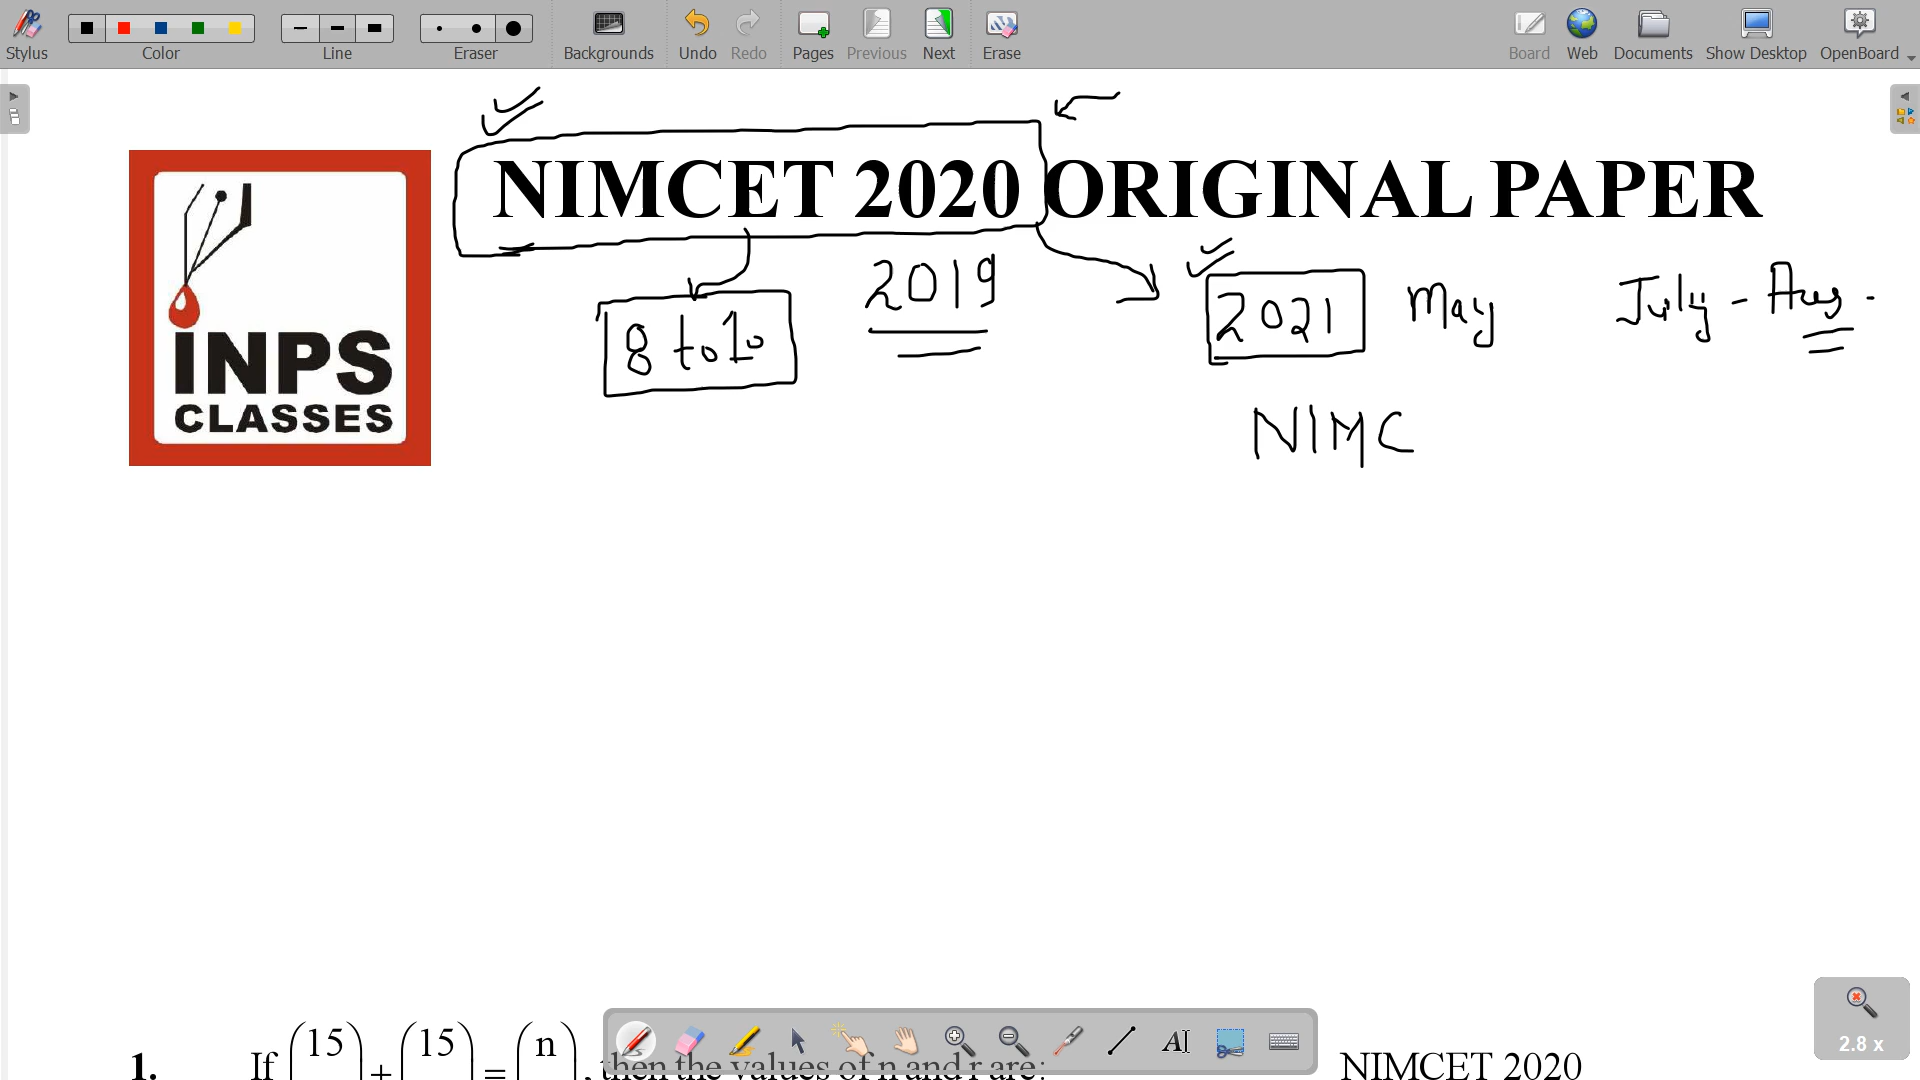 Stylus Color Line Eraser Backgrounds Undo Redo Pages Previous Next Erase Board Web Documents Show Desktop OpenBoard
NIMCET 2020 ORIGINAL PAPER
2019
8 to 10
2021 May July - Aug.
INPS
CLASSES
NIMC
1. If (15) + (15) = (n), then the values of n and r are: NIMCET 2020
2.8 x